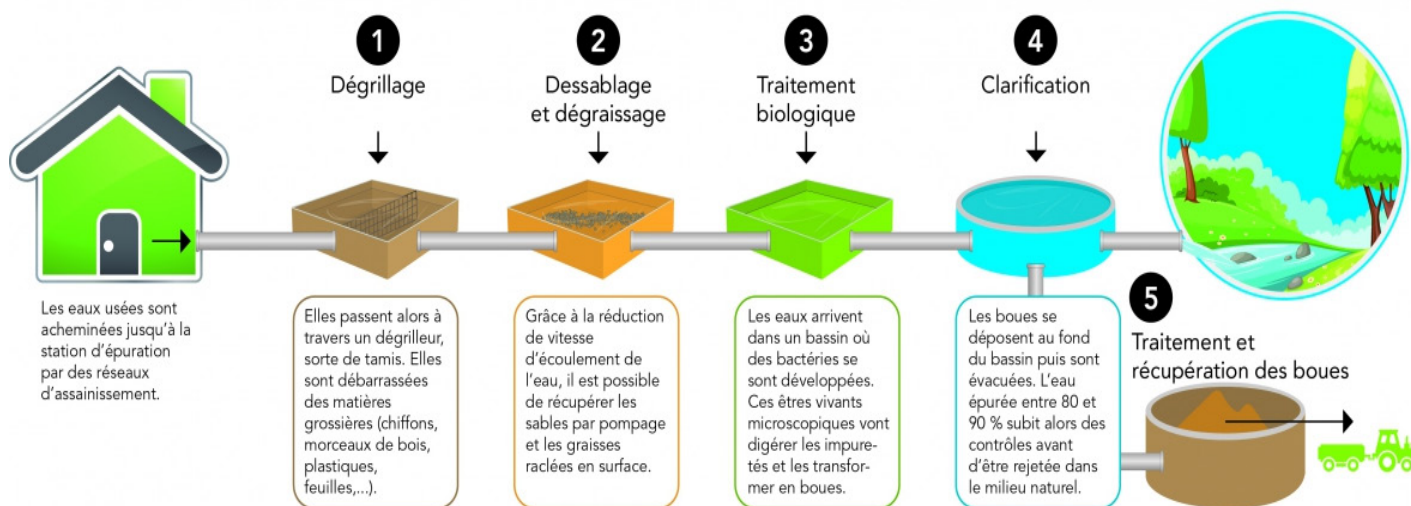 1
Dégrillage
2
Dessablage
et dégraissage
3
Traitement
biologique
4
Clarification
Les eaux usées sont
acheminées jusqu'à la
station d'épuration
par des réseaux
d'assainissement.
Elles passent alors à
travers un dégrilleur,
sorte de tamis. Elles
sont débarrassées
des matières
grossières (chiffons,
morceaux de bois,
plastiques,
feuilles,...).
Grâce à la réduction
de vitesse
d'écoulement de
l'eau, il est possible
de récupérer les
sables par pompage
et les graisses
raclées en surface.
Les eaux arrivent
dans un bassin où
des bactéries se
sont développées.
Ces êtres vivants
microscopiques vont
digérer les impure-
tés et les transfor-
mer en boues.
Les boues se
déposent au fond
du bassin puis sont
évacuées. L'eau
épurée entre 80 et
90 % subit alors des
contrôles avant
d'être rejetée dans
le milieu naturel.
5
Traitement et
récupération des boues